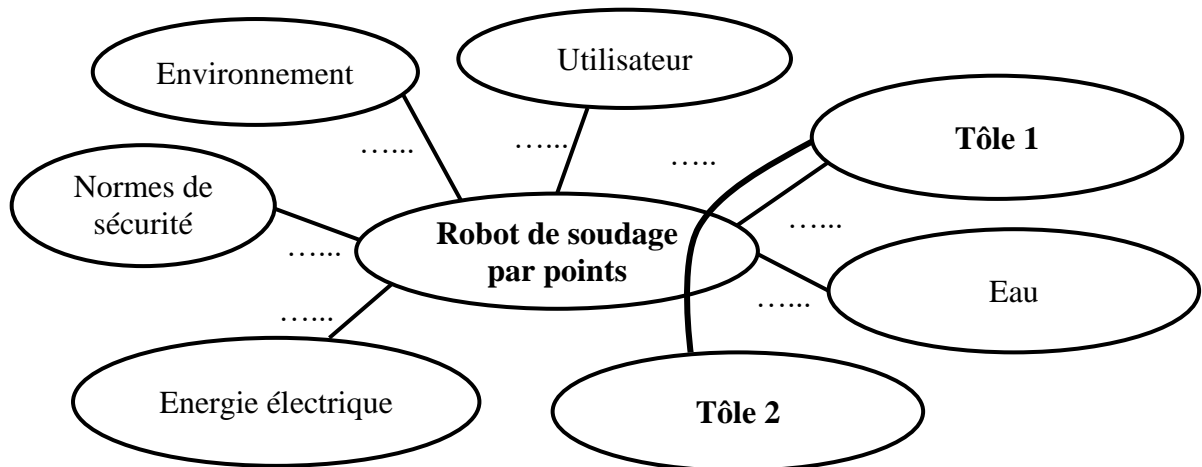 Environnement
Utilisateur
Tôle 1
Normes de
sécurité
Robot de soudage
par points
Eau
Energie électrique
Tôle 2
…...
…...
…..
…...
…...
…...
…...